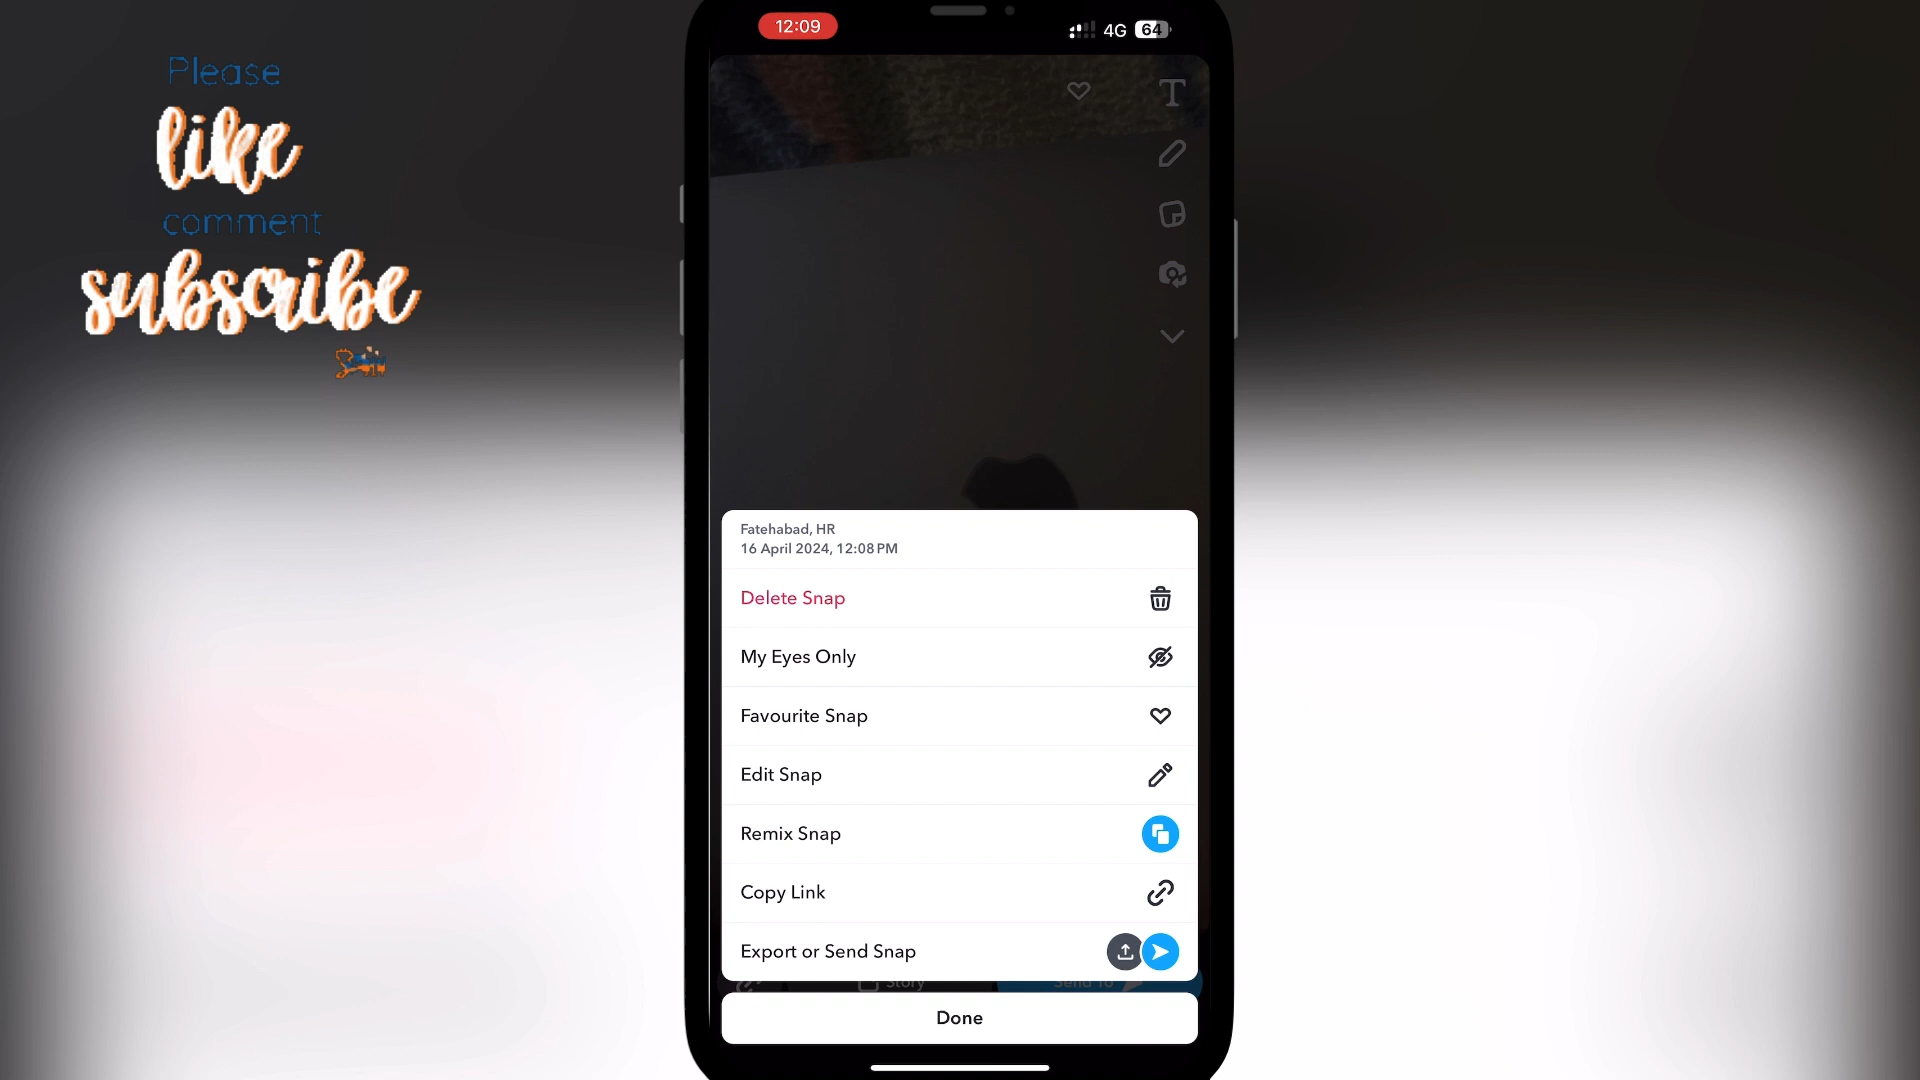 Please
like
comment
subscribe
12:09
4G 64
Fatehabad, HR
16 April 2024, 12:08 PM
Delete Snap
My Eyes Only
Favourite Snap
Edit Snap
Remix Snap
Copy Link
Export or Send Snap
Story
Send To
Done